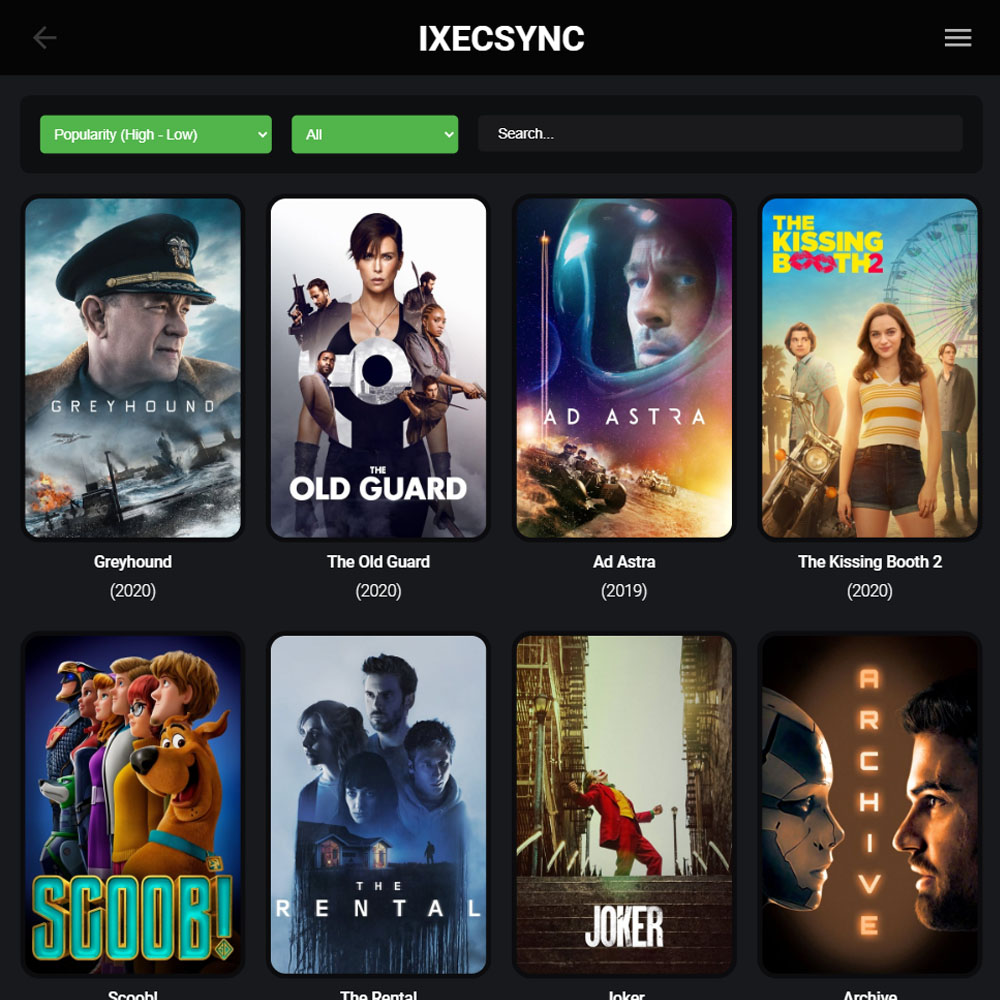 IXECSYNC
Popularity (High - Low)
All
Search...
GREYHOUND
THE
OLD GUARD
AD ASTRA
THE
KISSING
BOOTH2
Greyhound
(2020)
The Old Guard
(2020)
Ad Astra
(2019)
The Kissing Booth 2
(2020)
SCOOB!
THE
RENTAL
JOKER
ARCHIVE
Scoob!
The Rental
Joker
Archive